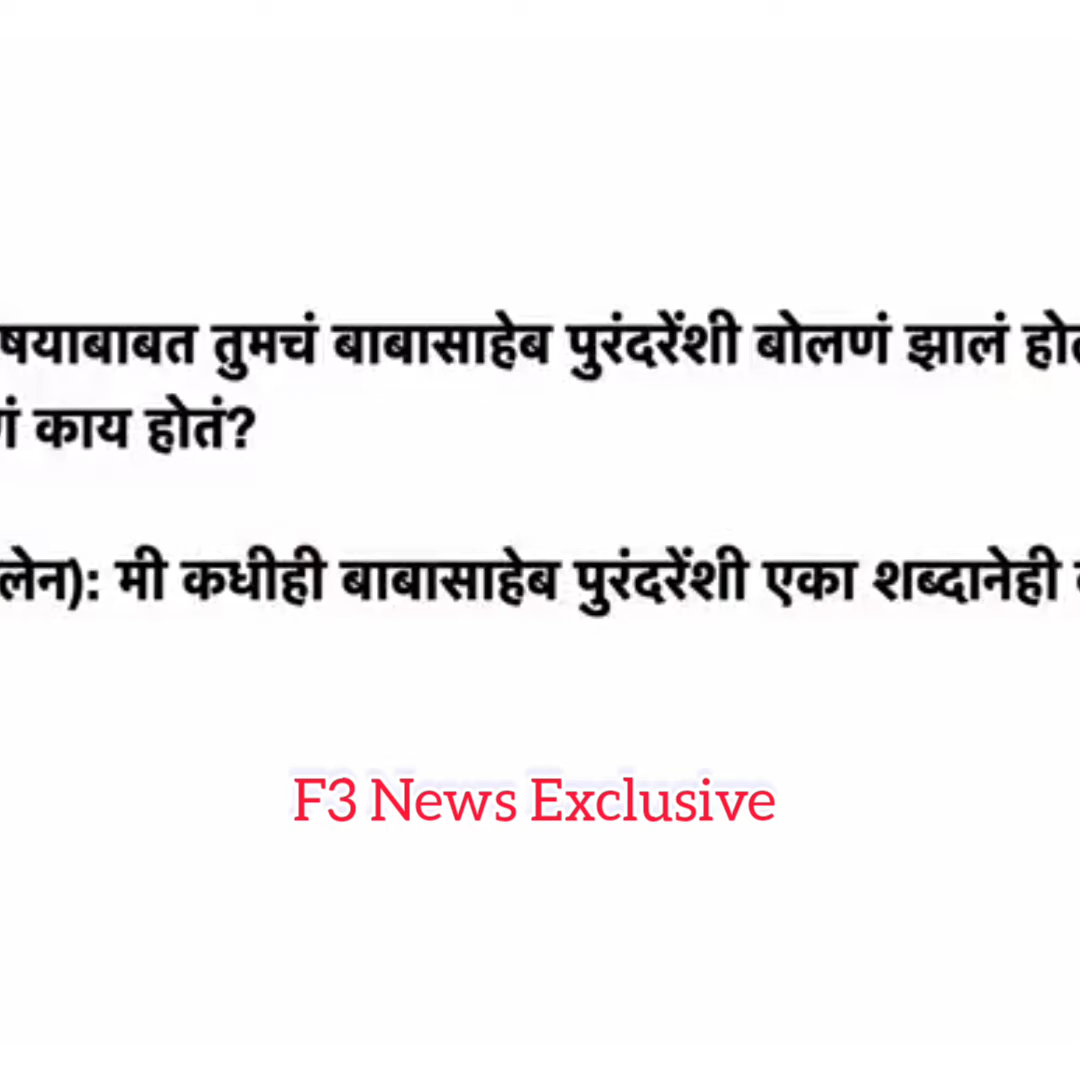 षयाबाबत तुमचं बाबासाहेब पुरंदरेंशी बोलणं झालं
काय होतं?
लेन): मी कधीही बाबासाहेब पुरंदरेंशी एका शब्दानेही
F3 News Exclusive